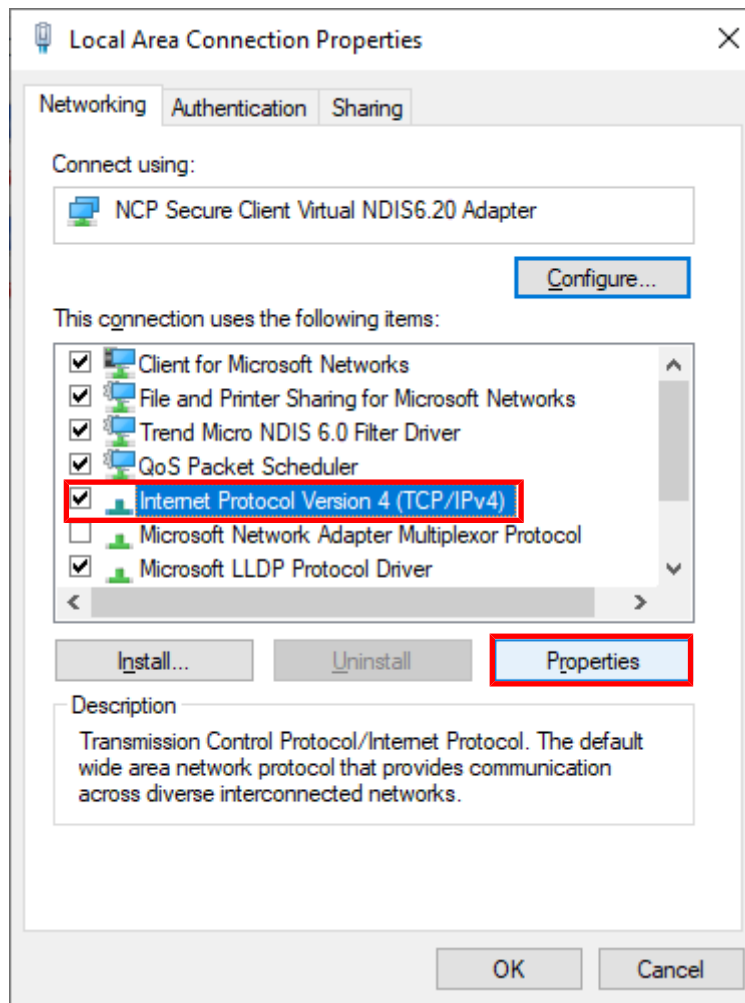 Local Area Connection Properties
Networking
Authentication
Sharing
Connect using:
NCP Secure Client Virtual NDIS6.20 Adapter
Configure...
This connection uses the following items:
Client for Microsoft Networks
File and Printer Sharing for Microsoft Networks
Trend Micro NDIS 6.0 Filter Driver
QoS Packet Scheduler
Internet Protocol Version 4 (TCP/IPv4)
Microsoft Network Adapter Multiplexor Protocol
Microsoft LLDP Protocol Driver
Install...
Uninstall
Properties
Description
Transmission Control Protocol/Internet Protocol. The default
wide area network protocol that provides communication
across diverse interconnected networks.
OK
Cancel